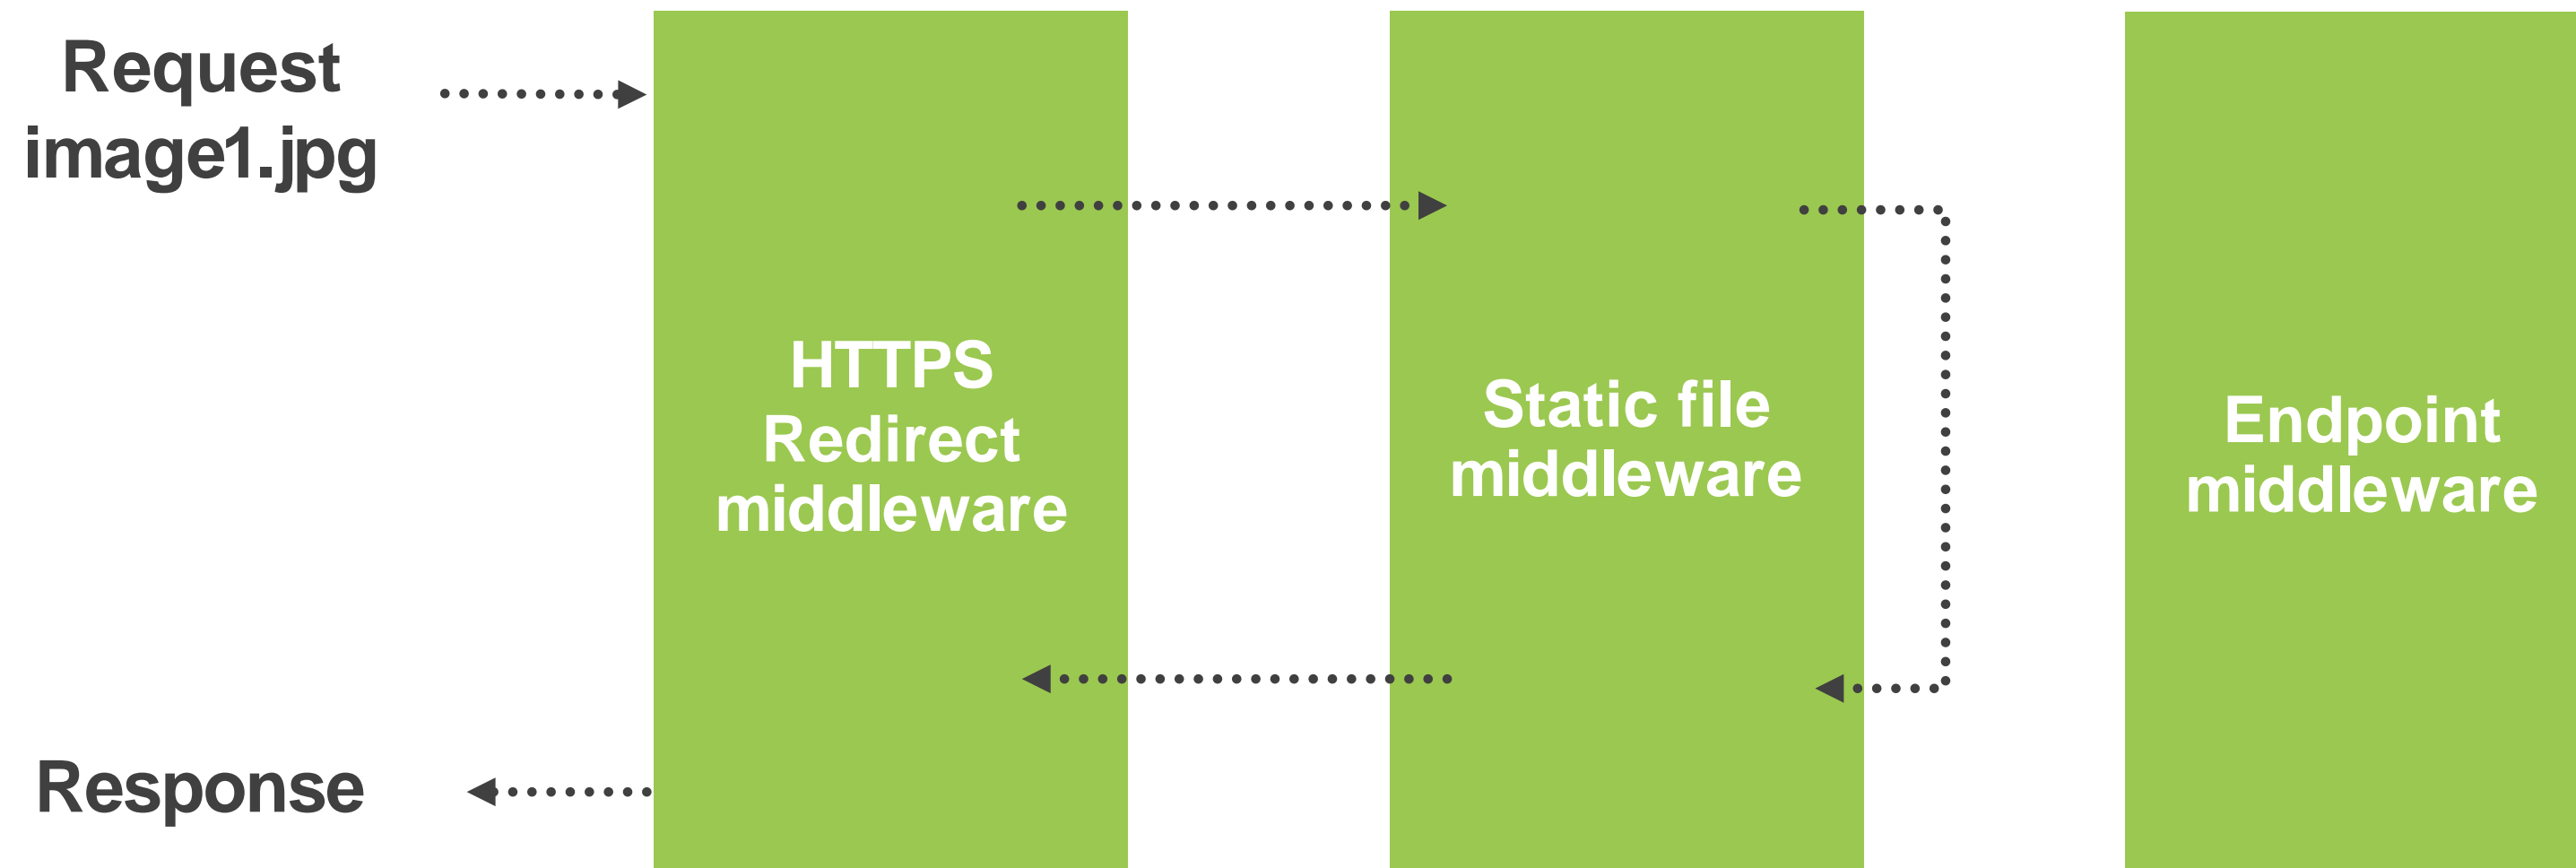 Request
image1.jpg
HTTPS
Redirect
middleware
Static file
middleware
Endpoint
middleware
Response